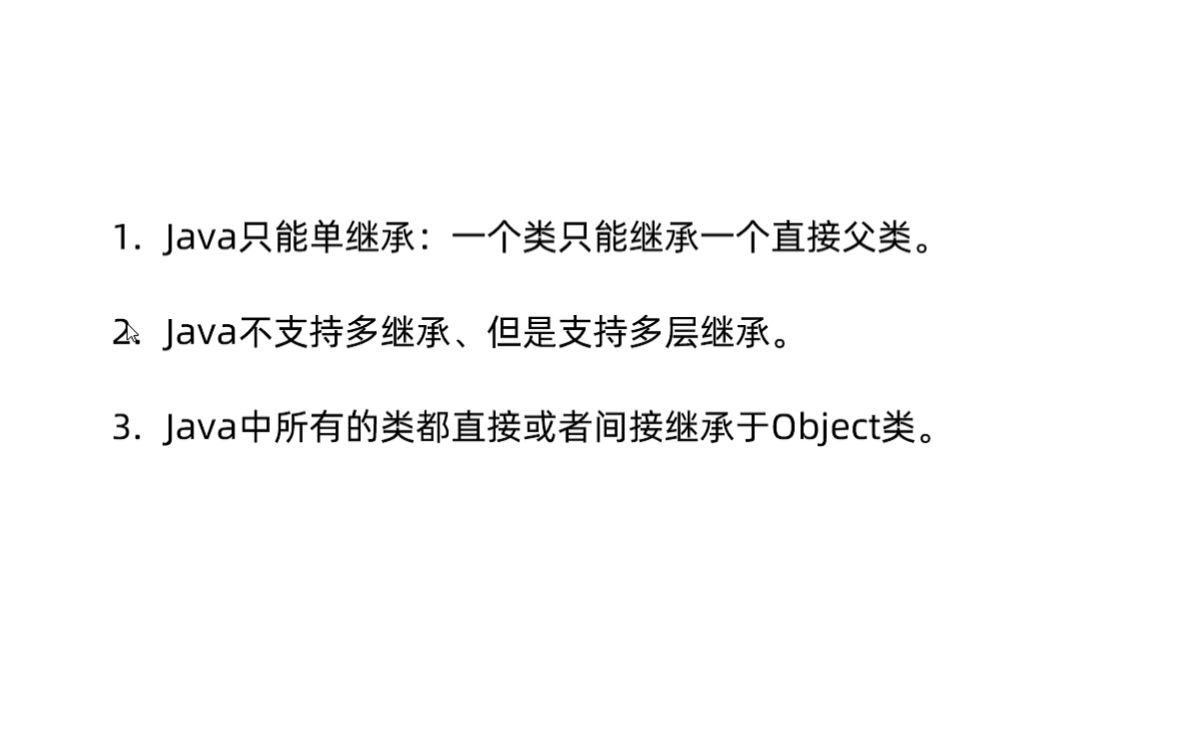 1. Java只能单继承：一个类只能继承一个直接父类。
2. Java不支持多继承、但是支持多层继承。
3. Java中所有的类都直接或者间接继承于Object类。